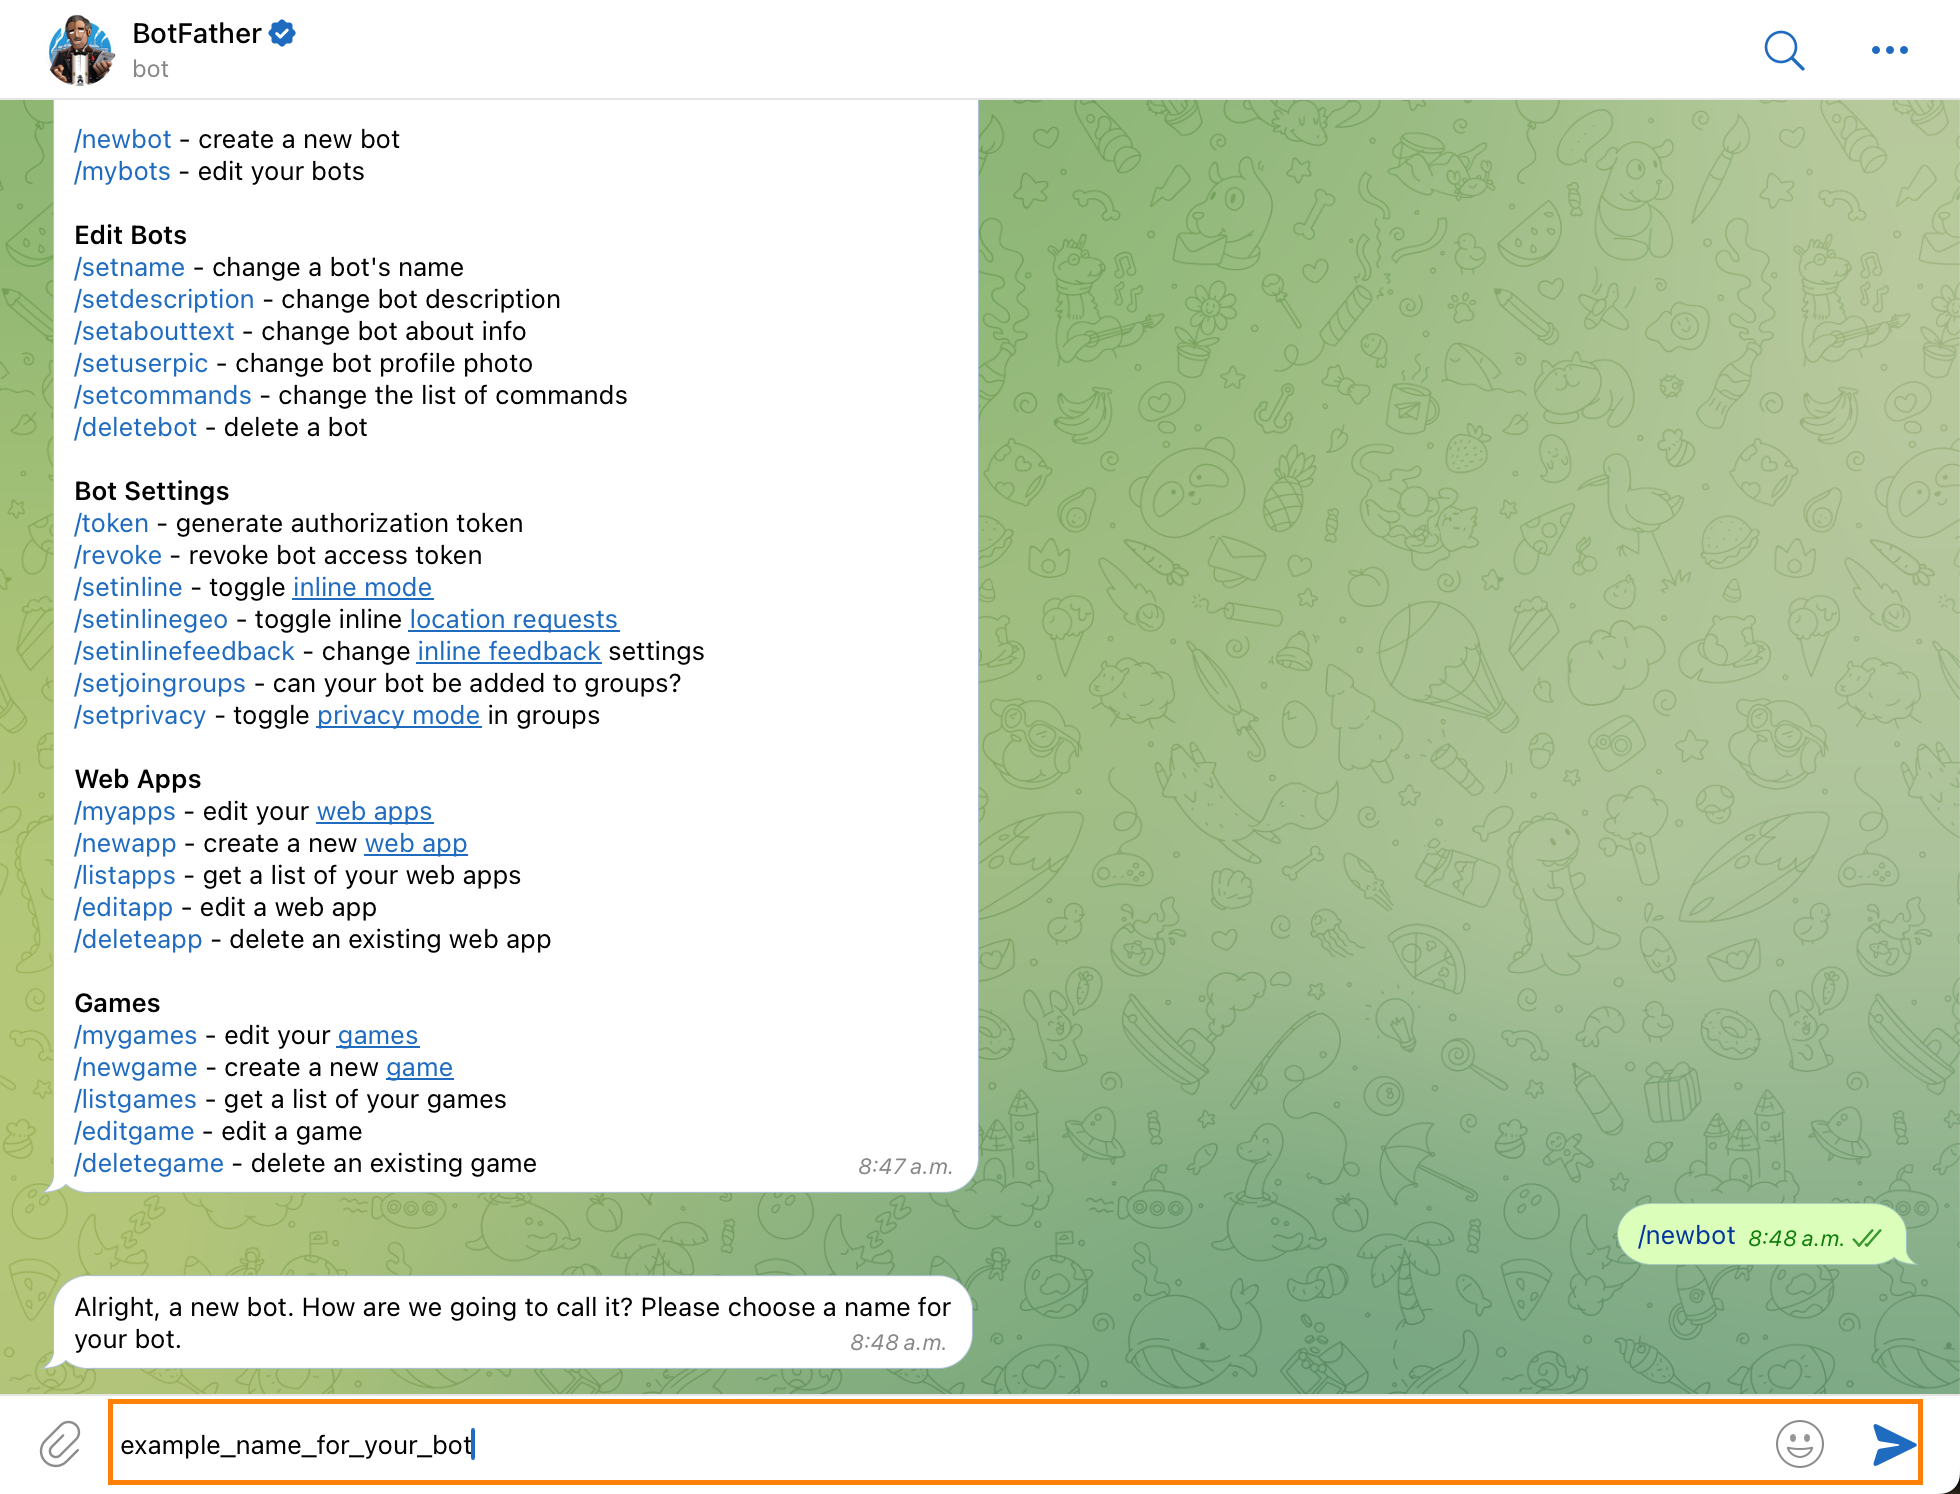 BotFather
bot
/newbot - create a new bot
/mybots - edit your bots
Edit Bots
/setname - change a bot's name
/setdescription - change bot description
/setabouttext - change bot about info
/setuserpic - change bot profile photo
/setcommands - change the list of commands
/deletebot - delete a bot
Bot Settings
/token - generate authorization token
/revoke - revoke bot access token
/setinline - toggle inline mode
/setinlinegeo - toggle inline location requests
/setinlinefeedback - change inline feedback settings
/setjoingroups - can your bot be added to groups?
/setprivacy - toggle privacy mode in groups
Web Apps
/myapps - edit your web apps
/newapp - create a new web app
/listapps - get a list of your web apps
/editapp - edit a web app
/deleteapp - delete an existing web app
Games
/mygames - edit your games
/newgame - create a new game
/listgames - get a list of your games
/editgame - edit a game
/deletegame - delete an existing game
8:47 a.m.
/newbot 8:48 a.m.
Alright, a new bot. How are we going to call it? Please choose a name for
your bot.
8:48 a.m.
example_name_for_your_bot